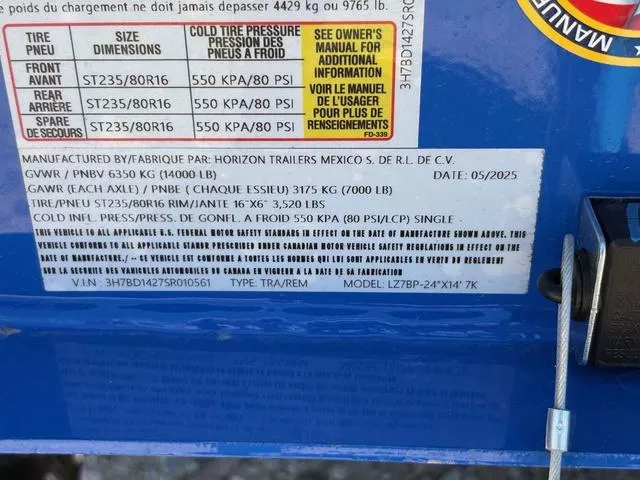 e poids du chargement ne doit jamais depasser 4429 kg ou 9765 lb.
TIRE
PNEU
SIZE
DIMENSIONS
COLD TIRE PRESSURE
PRESSION DES
PNEUS A FROID
SEE OWNER'S
MANUAL FOR
ADDITIONAL
INFORMATION
VOIR LE MANUEL
DE L'USAGER
POUR PLUS DE
RENSEIGNEMENTS
FD-339
FRONT
AVANT
ST235/80R16
550 KPA/80 PSI
REAR
ARRIÈRE
ST235/80R16
550 KPA/80 PSI
SPARE
DE SECOURS
ST235/80R16
550 KPA/80 PSI
3H7BD1427SR0
MANUF
MANUFACTURED BY/FABRIQUE PAR: HORIZON TRAILERS MEXICO S. DE R.L. DE C.V.
GVWR / PNBV 6350 KG (14000 LB) DATE: 05/2025
GAWR (EACH AXLE) / PNBE ( CHAQUE ESSIEU) 3175 KG (7000 LB)
TIRE/PNEU ST235/80R16 RIM/JANTE 16"X6" 3,520 LBS
COLD INFL. PRESS/PRESS. DE GONFL. A FROID 550 KPA (80 PSI/LCP) SINGLE
THIS VEHICLE TO ALL APPLICABLE U.S. FEDERAL MOTOR SAFETY STANDARS IN EFFECT ON THE DATE OF MANUFACTURE ABOVE. THIS
VEHICLE CONFORMS TO ALL APPLICABLE STANDAR PRESCRIBED UNDER CANADIAN MOTOR VEHICLE SAFETY REGULATIONS IN EFFECT ON THE
DATE OF MANUFACTURE / CE VEHICULE EST CONFORME A TOUTES LES NORMES QUI LUI SONT APPLICABLES EN VERTU DU REGLEMENT
SUR LA SECURITE DES VAHICULES AUTOMOVILES DU CANADA EN VIGUEUR A LA DATE DE SA FABRICATION
V.I.N : 3H7BD1427SR010561 TYPE: TRA/REM MODEL: LZ7BP-24"X14' 7K